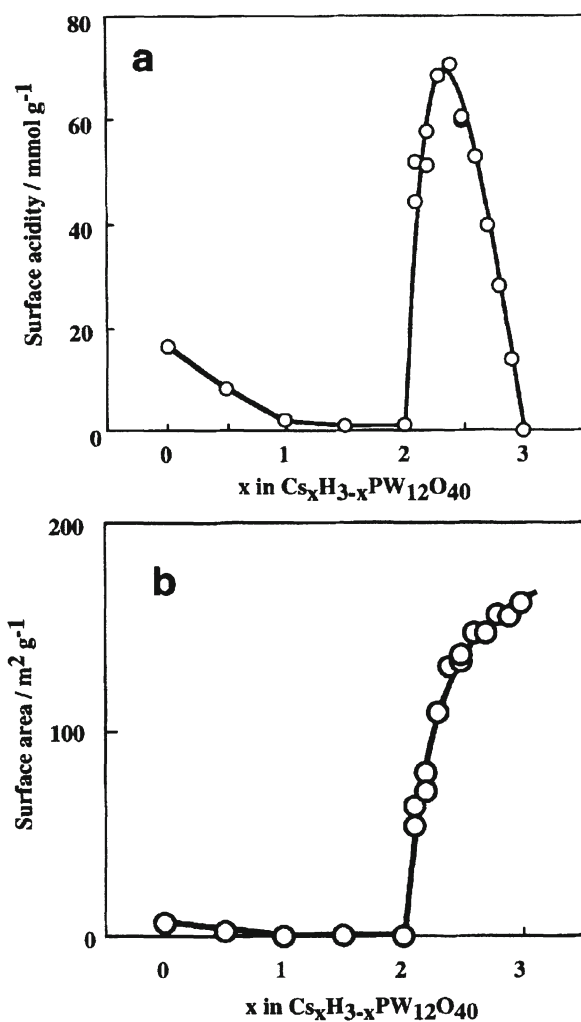 a
80
60
40
20
0
Surface acidity / mmol g-1
0 1 2 3
x in CsxH3-xPW12O40
b
200
100
0
Surface area / m2 g-1
0 1 2 3
x in CsxH3-xPW12O40